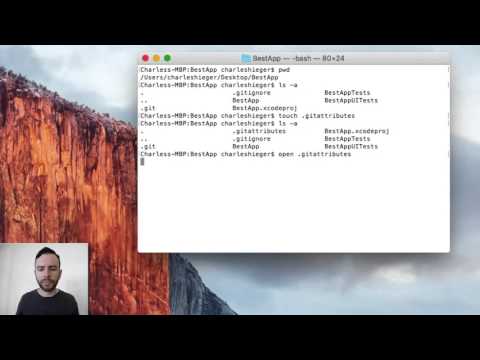 BestApp — -bash — 80×24
Charless-MBP:BestApp charleshieger$ pwd
/Users/charleshieger/Desktop/BestApp
Charless-MBP:BestApp charleshieger$ ls -a
. .gitignore BestAppTests
.. BestApp BestAppUITests
.git BestApp.xcodeproj
Charless-MBP:BestApp charleshieger$ touch .gitattributes
Charless-MBP:BestApp charleshieger$ ls -a
. .gitattributes BestApp.xcodeproj
.. .gitignore BestAppTests
.git BestApp BestAppUITests
Charless-MBP:BestApp charleshieger$ open .gitattributes